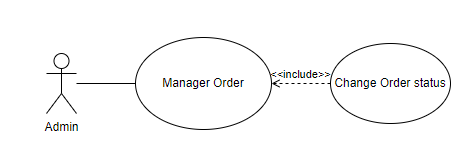 <<include>>
Manager Order
Change Order status
Admin